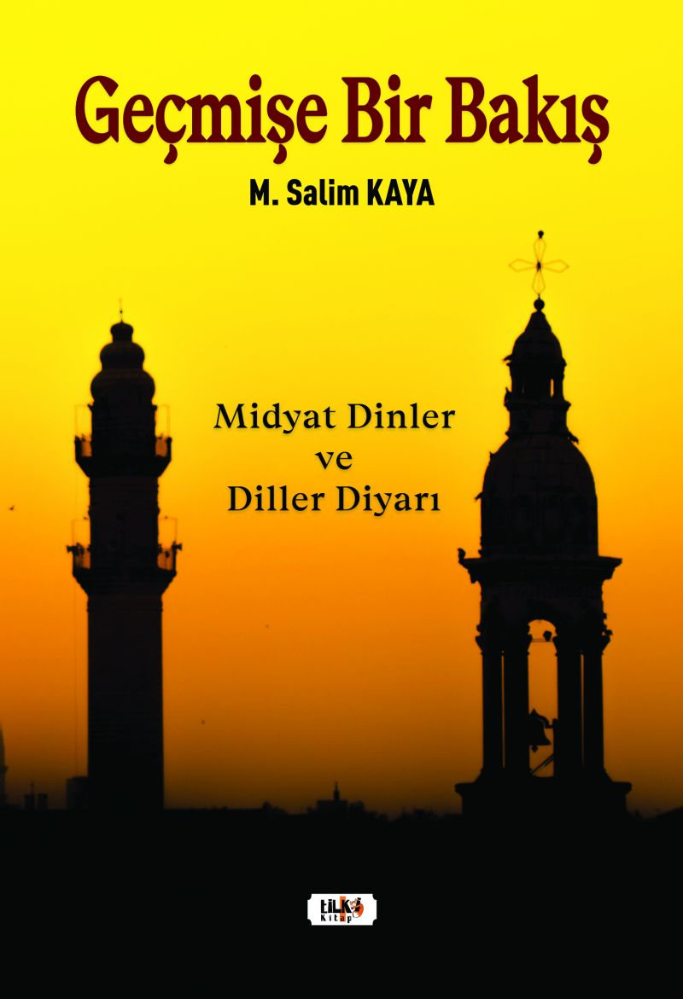 Geçmişe Bir Bakış
M. Salim KAYA
Midyat Dinler
ve
Diller Diyarı
tiLKi
Kitap